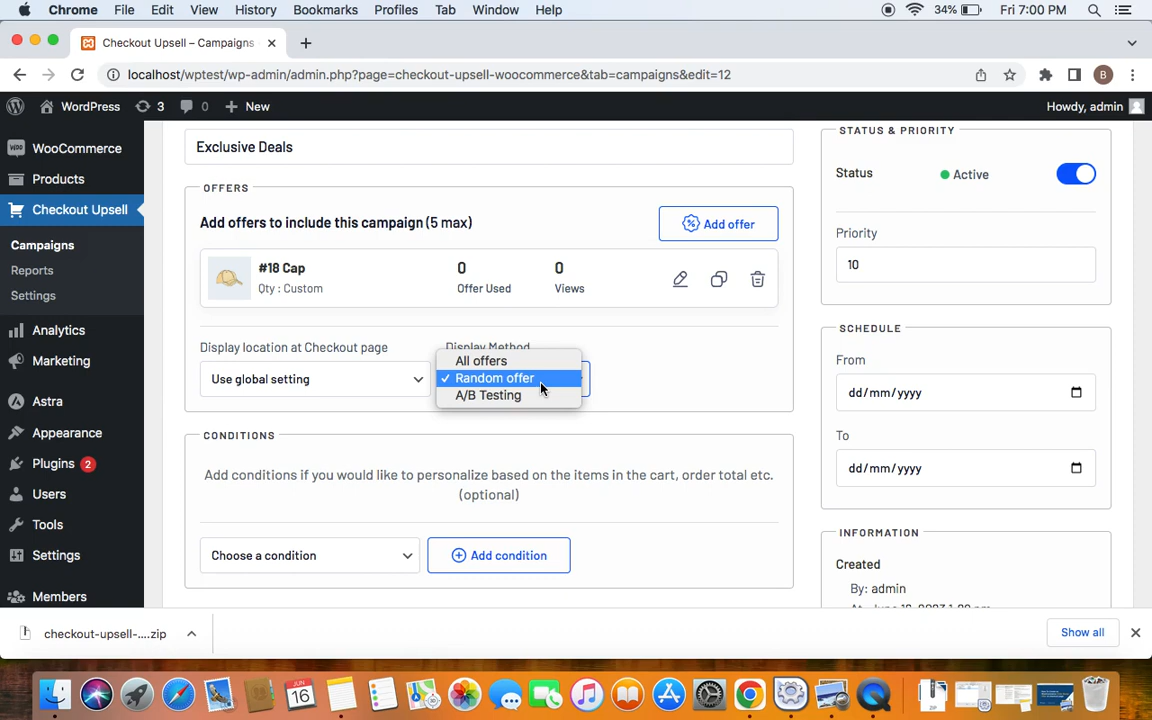 Chrome File Edit View History Bookmarks Profiles Tab Window Help 34% Fri 7:00 PM
Checkout Upsell – Campaigns
localhost/wptest/wp-admin/admin.php?page=checkout-upsell-woocommerce&tab=campaigns&edit=12 B
WordPress 3 0 New Howdy, admin
WooCommerce
Products
Checkout Upsell
Campaigns
Reports
Settings
Analytics
Marketing
Astra
Appearance
Plugins 2
Users
Tools
Settings
Members
Exclusive Deals
OFFERS
Add offers to include this campaign (5 max)
Add offer
#18 Cap 0 0
Qty : Custom Offer Used Views
Display location at Checkout page Display Method
Use global setting
All offers
✓ Random offer
A/B Testing
CONDITIONS
Add conditions if you would like to personalize based on the items in the cart, order total etc.
(optional)
Choose a condition Add condition
STATUS & PRIORITY
Status Active
Priority
10
SCHEDULE
From
dd/mm/yyyy
To
dd/mm/yyyy
INFORMATION
Created
By: admin
checkout-upsell-....zip Show all
JUN
16
ZIP